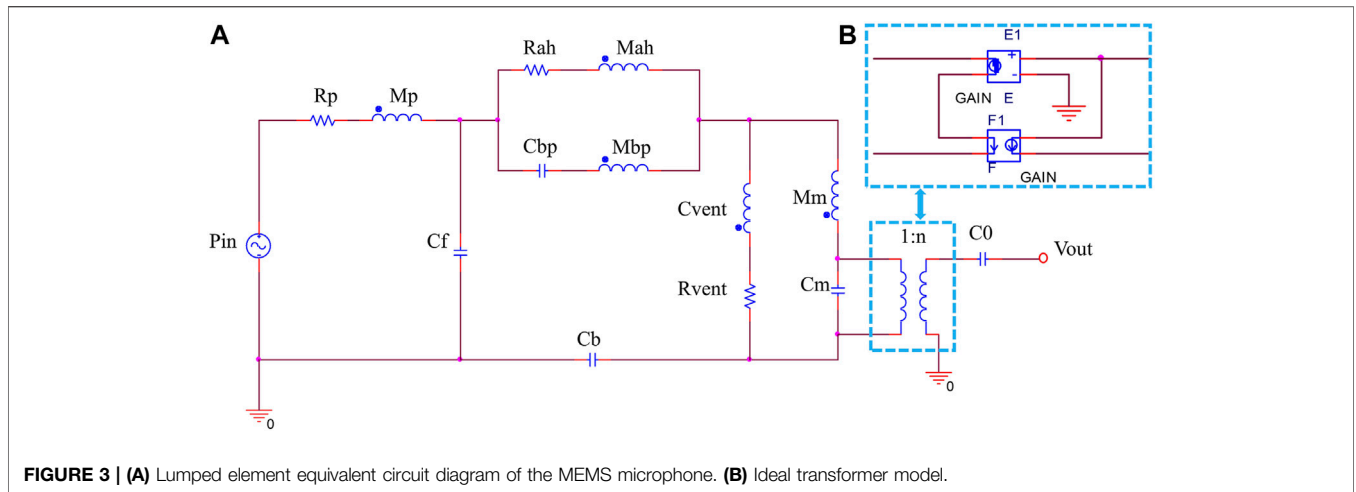 A
B
Rah
Mah
E1
Rp
Mp
GAIN
E
F1
Cbp
Mbp
F
GAIN
Cvent
Mm
Pin
Cf
1:n
C0
Vout
Rvent
Cm
Cb
0
0
FIGURE 3 | (A) Lumped element equivalent circuit diagram of the MEMS microphone. (B) Ideal transformer model.